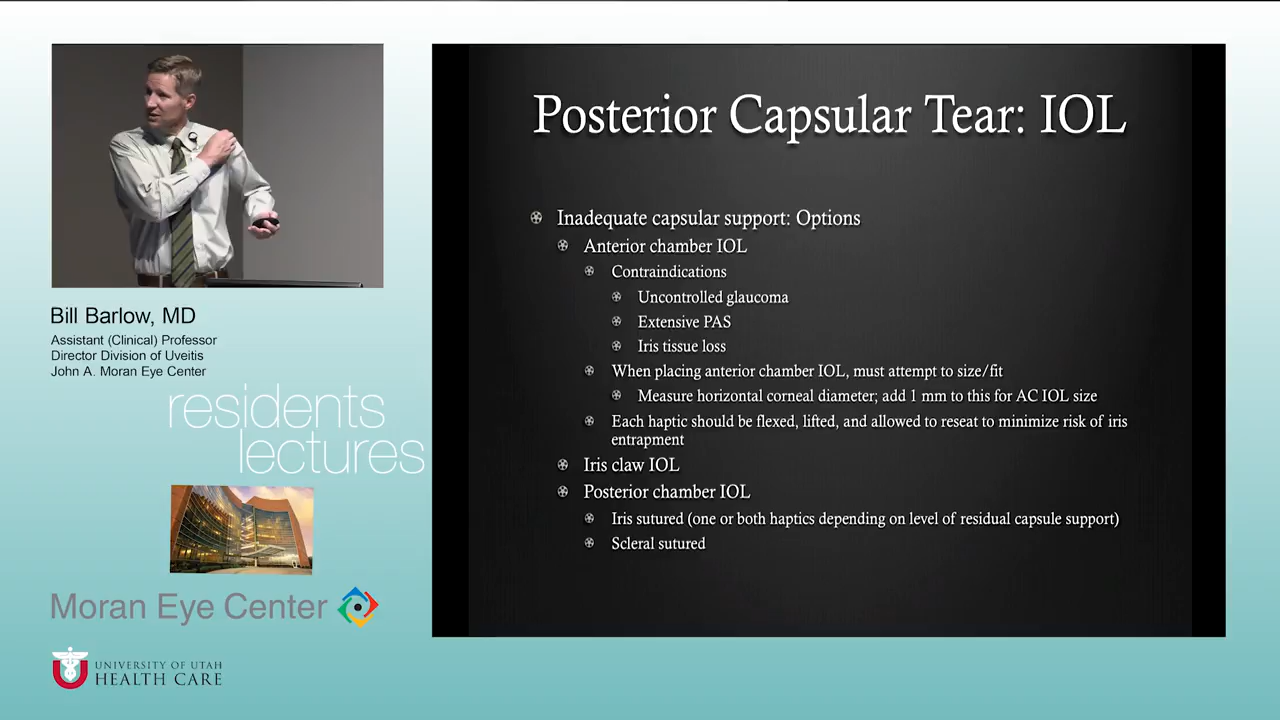 Posterior Capsular Tear: IOL
Inadequate capsular support: Options
Anterior chamber IOL
Contraindications
Uncontrolled glaucoma
Extensive PAS
Iris tissue loss
When placing anterior chamber IOL, must attempt to size/fit
Measure horizontal corneal diameter; add 1 mm to this for AC IOL size
Each haptic should be flexed, lifted, and allowed to reseat to minimize risk of iris
entrapment
Iris claw IOL
Posterior chamber IOL
Iris sutured (one or both haptics depending on level of residual capsule support)
Scleral sutured
Bill Barlow, MD
Assistant (Clinical) Professor
Director Division of Uveitis
John A. Moran Eye Center
residents
lectures
Moran Eye Center
UNIVERSITY OF UTAH
HEALTH CARE